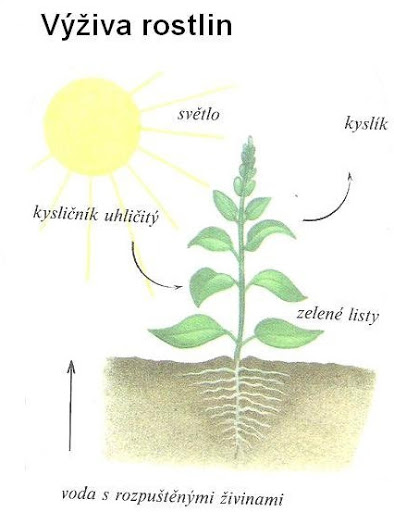 Výživa rostlin
světlo
kyslík
kysličník uhličitý
zelené listy
voda s rozpuštěnými živinami